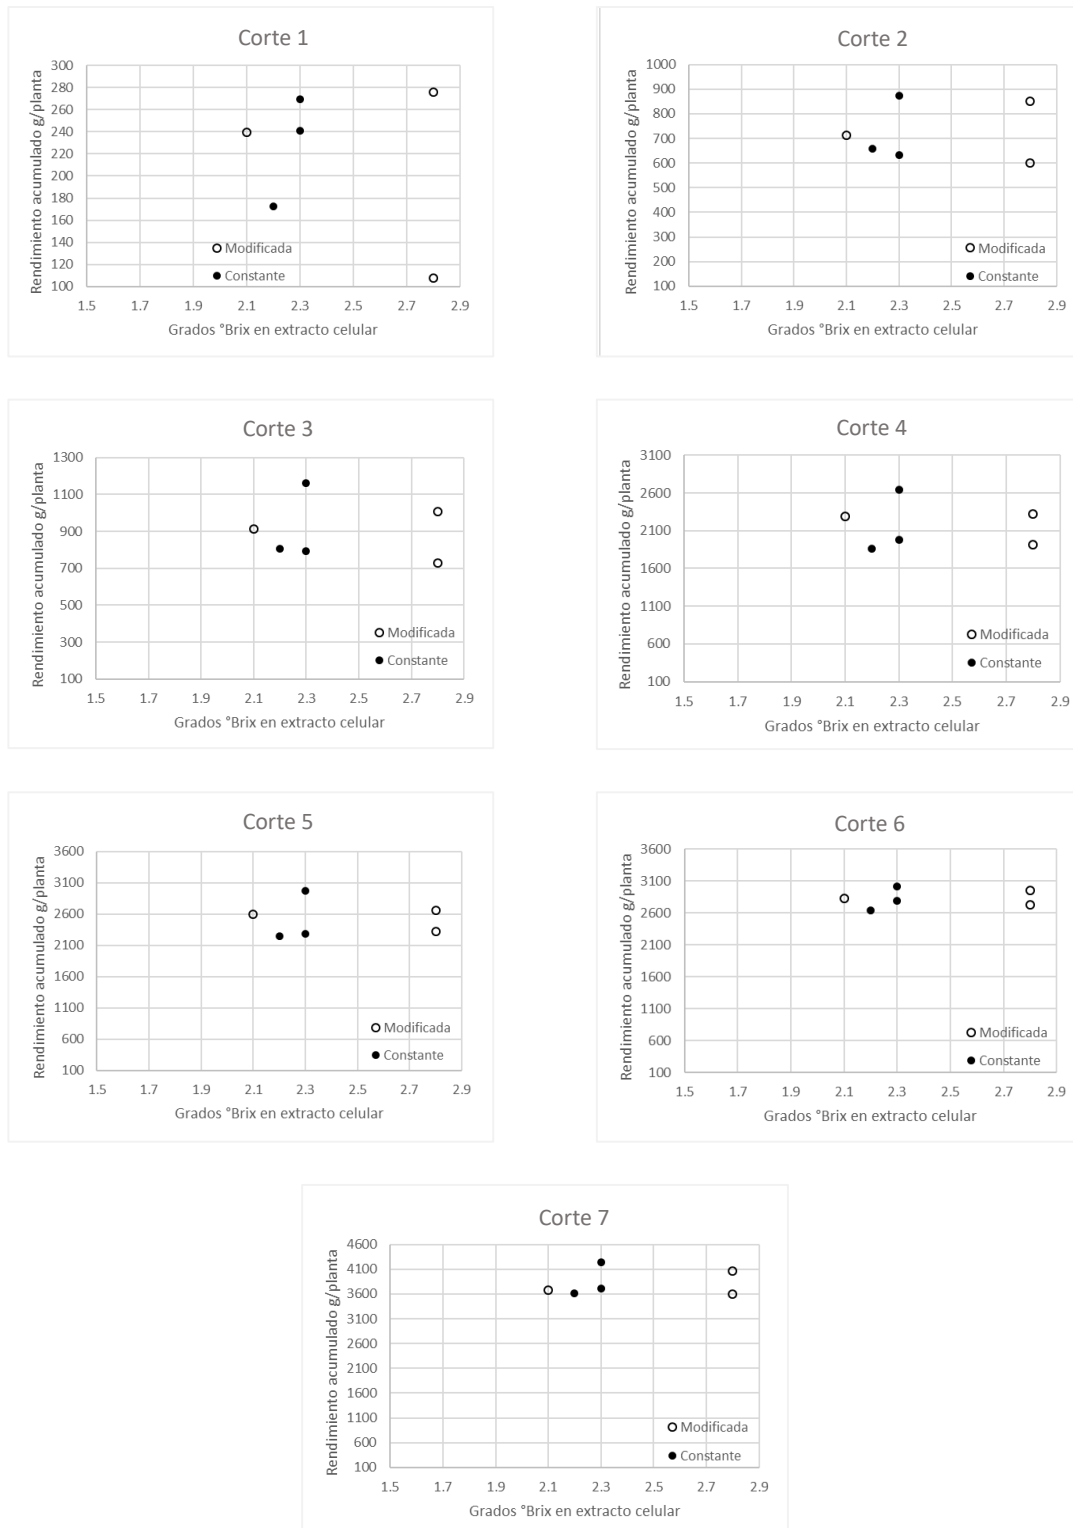 Corte 1
Rendimiento acumulado g/planta
300
280
260
240
220
200
180
160
140
120
100
Modificada
Constante
1.5 1.7 1.9 2.1 2.3 2.5 2.7 2.9
Grados °Brix en extracto celular
Corte 2
Rendimiento acumulado g/planta
1000
900
800
700
600
500
400
300
200
100
Modificada
Constante
1.5 1.7 1.9 2.1 2.3 2.5 2.7 2.9
Grados °Brix en extracto celular
Corte 3
Rendimiento acumulado g/planta
1300
1100
900
700
500
300
100
Modificada
Constante
1.5 1.7 1.9 2.1 2.3 2.5 2.7 2.9
Grados °Brix en extracto celular
Corte 4
Rendimiento acumulado g/planta
3100
2600
2100
1600
1100
600
100
Modificada
Constante
1.5 1.7 1.9 2.1 2.3 2.5 2.7 2.9
Grados °Brix en extracto celular
Corte 5
Rendimiento acumulado g/planta
3600
3100
2600
2100
1600
1100
600
100
Modificada
Constante
1.5 1.7 1.9 2.1 2.3 2.5 2.7 2.9
Grados °Brix en extracto celular
Corte 6
Rendimiento acumulado g/planta
3600
3100
2600
2100
1600
1100
600
100
Modificada
Constante
1.5 1.7 1.9 2.1 2.3 2.5 2.7 2.9
Grados °Brix en extracto celular
Corte 7
Rendimiento acumulado g/planta
4600
4100
3600
3100
2600
2100
1600
1100
600
100
Modificada
Constante
1.5 1.7 1.9 2.1 2.3 2.5 2.7 2.9
Grados °Brix en extracto celular